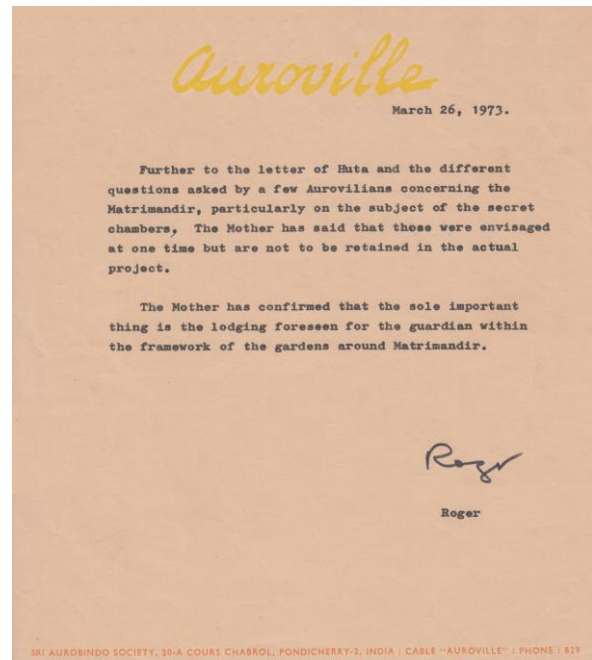 Auroville
March 26, 1973.
Further to the letter of Huta and the different
questions asked by a few Aurovilians concerning the
Matrimandir, particularly on the subject of the secret
chambers, The Mother has said that those were envisaged
at one time but are not to be retained in the actual
project.
The Mother has confirmed that the sole important
thing is the lodging foreseen for the guardian within
the framework of the gardens around Matrimandir.
Roger
Roger
SRI AUROBINDO SOCIETY, 20-A COURS CHABROL, PONDICHERRY-2, INDIA : CABLE "AUROVILLE" : PHONE : 829